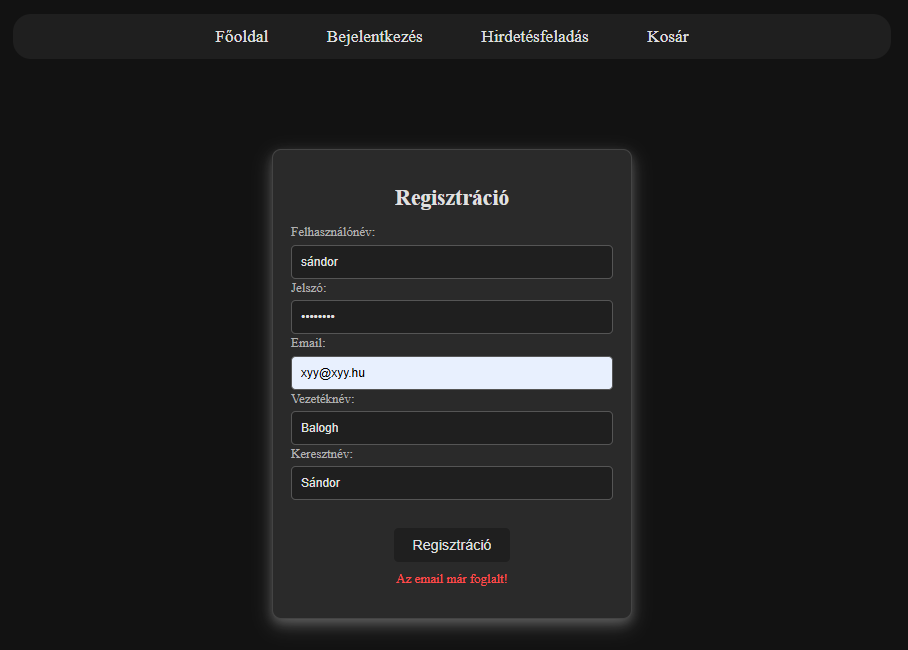 Főoldal Bejelentkezés Hirdetésfeladás Kosár
Regisztráció
Felhasználónév:
sándor
Jelszó:
••••••••
Email:
xyy@xyy.hu
Vezetéknév:
Balogh
Keresztnév:
Sándor
Regisztráció
Az email már foglalt!